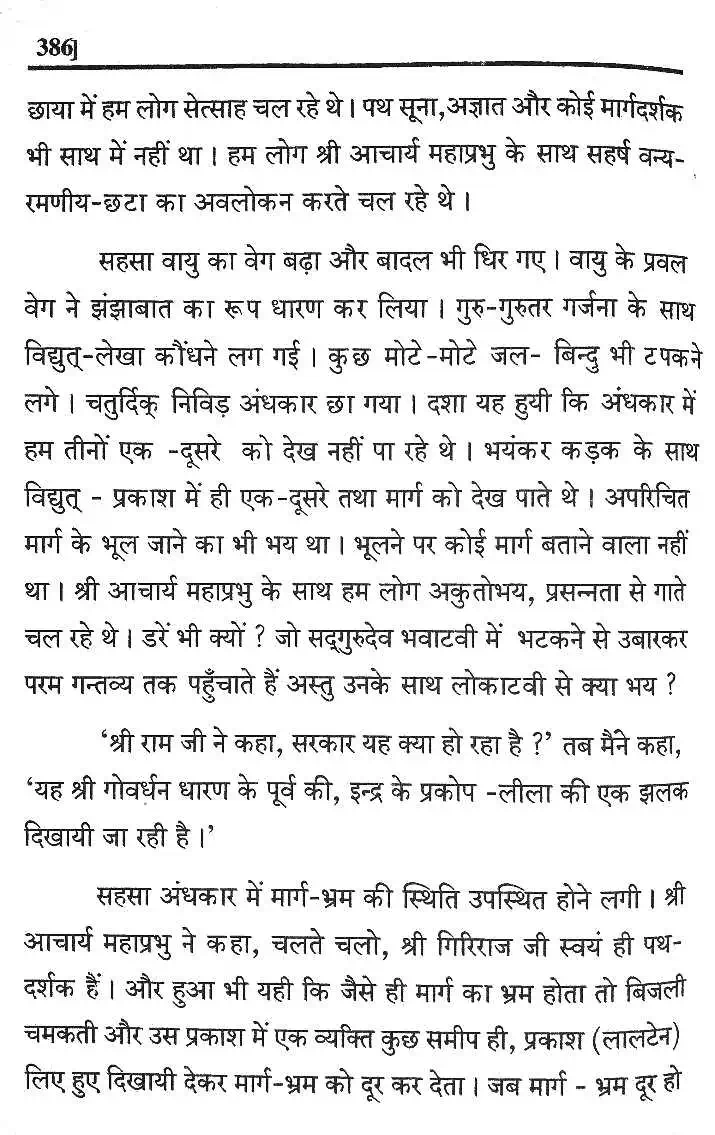 386]
छाया में हम लोग सेत्साह चल रहे थे । पथ सूना,अज्ञात और कोई मार्गदर्शक
भी साथ में नहीं था । हम लोग श्री आचार्य महाप्रभु के साथ सहर्ष वन्य-
रमणीय-छटा का अवलोकन करते चल रहे थे ।
सहसा वायु का वेग बढ़ा और बादल भी धिर गए । वायु के प्रवल
वेग ने झंझाबात का रूप धारण कर लिया । गुरु-गुरुतर गर्जना के साथ
विद्युत्-लेखा कौंधने लग गई । कुछ मोटे-मोटे जल- बिन्दु भी टपकने
लगे । चतुर्दिक् निविड़ अंधकार छा गया । दशा यह हुयी कि अंधकार में
हम तीनों एक -दूसरे को देख नहीं पा रहे थे । भयंकर कड़क के साथ
विद्युत् - प्रकाश में ही एक-दूसरे तथा मार्ग को देख पाते थे । अपरिचित
मार्ग के भूल जाने का भी भय था । भूलने पर कोई मार्ग बताने वाला नहीं
था । श्री आचार्य महाप्रभु के साथ हम लोग अकुतोभय, प्रसन्नता से गाते
चल रहे थे । डरें भी क्यों ? जो सद्‌गुरुदेव भवाटवी में भटकने से उबारकर
परम गन्तव्य तक पहुँचाते हैं अस्तु उनके साथ लोकाटवी से क्या भय ?
‘श्री राम जी ने कहा, सरकार यह क्या हो रहा है ?’ तब मैंने कहा,
‘यह श्री गोवर्धन धारण के पूर्व की, इन्द्र के प्रकोप -लीला की एक झलक
दिखायी जा रही है ।’
सहसा अंधकार में मार्ग-भ्रम की स्थिति उपस्थित होने लगी । श्री
आचार्य महाप्रभु ने कहा, चलते चलो, श्री गिरिराज जी स्वयं ही पथ-
दर्शक हैं । और हुआ भी यही कि जैसे ही मार्ग का भ्रम होता तो बिजली
चमकती और उस प्रकाश में एक व्यक्ति कुछ समीप ही, प्रकाश (लालटेन)
लिए हुए दिखायी देकर मार्ग-भ्रम को दूर कर देता । जब मार्ग - भ्रम दूर हो